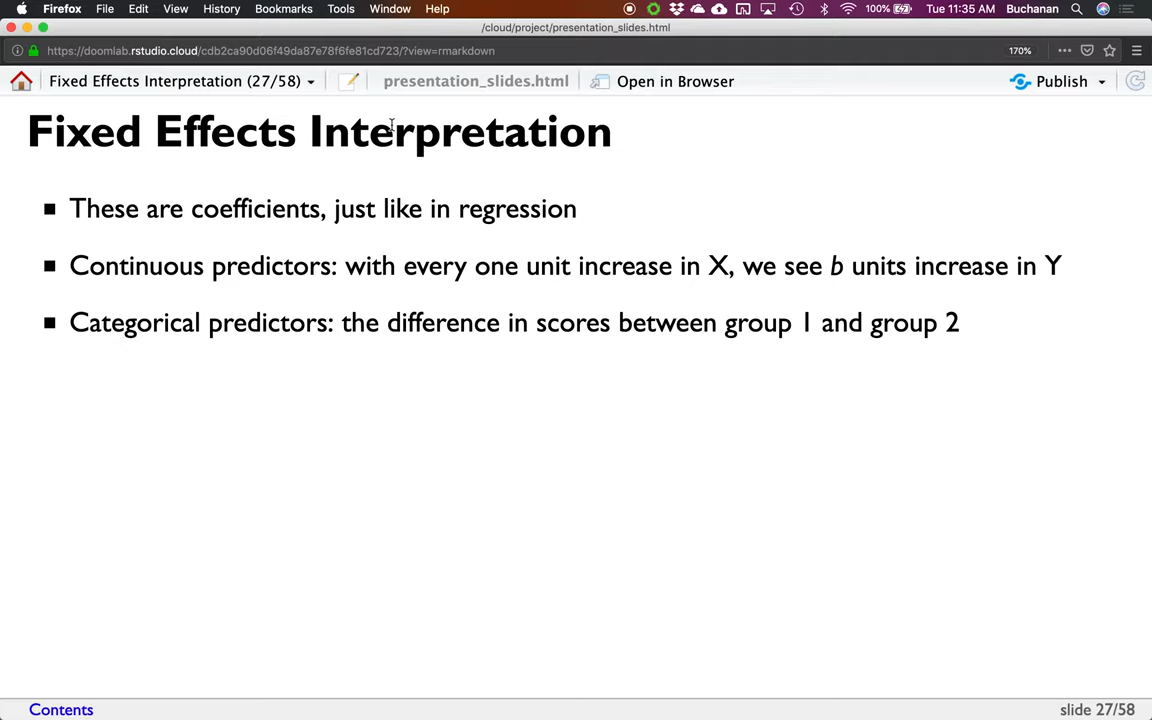 Firefox File Edit View History Bookmarks Tools Window Help 100% Tue 11:35 AM Buchanan
/cloud/project/presentation_slides.html
https://doomlab.rstudio.cloud/cdb2ca90d06f49da87e78f6fe81cd723/?view=rmarkdown 170%
Fixed Effects Interpretation (27/58) presentation_slides.html Open in Browser Publish
Fixed Effects Interpretation
■ These are coefficients, just like in regression
■ Continuous predictors: with every one unit increase in X, we see b units increase in Y
■ Categorical predictors: the difference in scores between group 1 and group 2
Contents slide 27/58